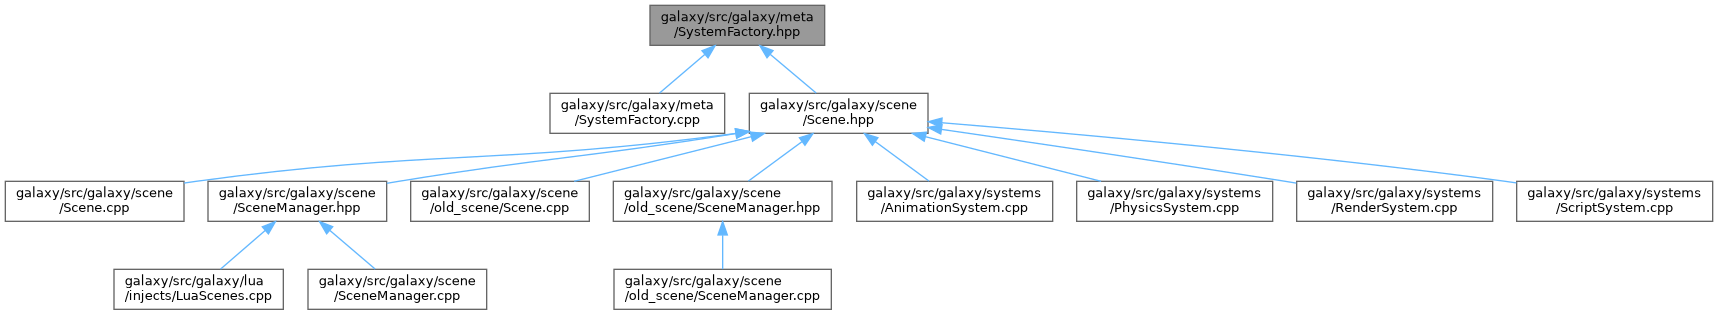 galaxy/src/galaxy/meta
/SystemFactory.hpp
galaxy/src/galaxy/meta
/SystemFactory.cpp
galaxy/src/galaxy/scene
/Scene.hpp
galaxy/src/galaxy/scene
/Scene.cpp
galaxy/src/galaxy/scene
/SceneManager.hpp
galaxy/src/galaxy/scene
/old_scene/Scene.cpp
galaxy/src/galaxy/scene
/old_scene/SceneManager.hpp
galaxy/src/galaxy/systems
/AnimationSystem.cpp
galaxy/src/galaxy/systems
/PhysicsSystem.cpp
galaxy/src/galaxy/systems
/RenderSystem.cpp
galaxy/src/galaxy/systems
/ScriptSystem.cpp
galaxy/src/galaxy/lua
/injects/LuaScenes.cpp
galaxy/src/galaxy/scene
/SceneManager.cpp
galaxy/src/galaxy/scene
/old_scene/SceneManager.cpp